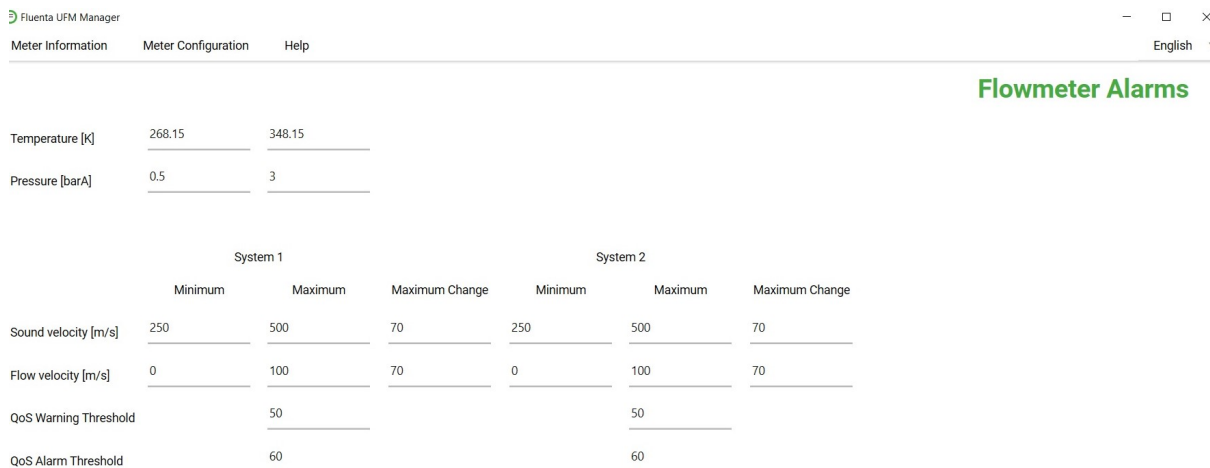 Fluenta UFM Manager
Meter Information Meter Configuration Help English
Flowmeter Alarms
Temperature [K] 268.15 348.15
Pressure [barA] 0.5 3
System 1 System 2
Minimum Maximum Maximum Change Minimum Maximum Maximum Change
Sound velocity [m/s] 250 500 70 250 500 70
Flow velocity [m/s] 0 100 70 0 100 70
QoS Warning Threshold 50 50
QoS Alarm Threshold 60 60